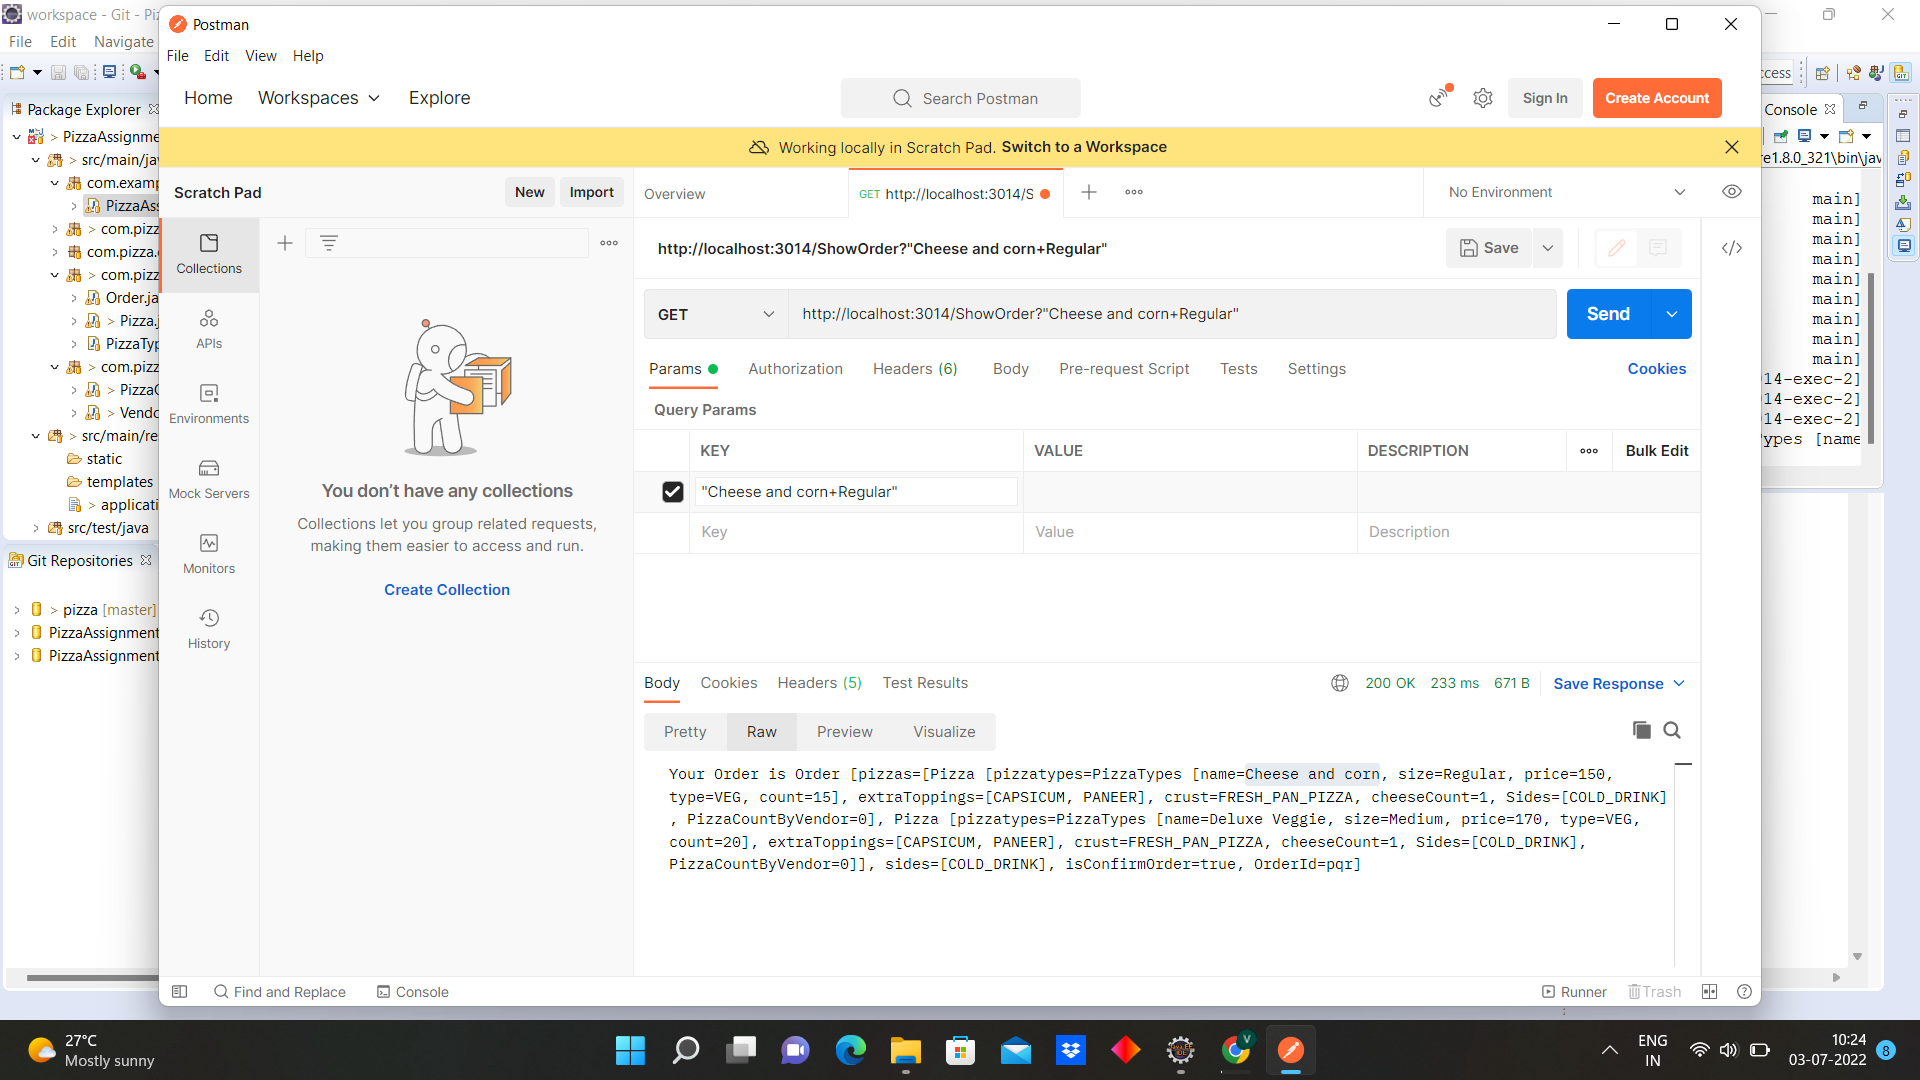 workspace - Git - Pi
File Edit Navigate
Package Explorer
> PizzaAssignme
> src/main/jav
com.examp
PizzaAss
> com.pizz
com.pizza.
> com.pizz
Order.ja
> Pizza.j
PizzaTyp
> com.pizz
> PizzaC
> Vendo
> src/main/re
static
templates
> applicati
src/test/java
Git Repositories
> pizza [master]
PizzaAssignment
PizzaAssignment
Postman
File Edit View Help
Home Workspaces Explore
Search Postman
Sign In
Create Account
Working locally in Scratch Pad. Switch to a Workspace
Scratch Pad
New
Import
Overview
GET http://localhost:3014/S
No Environment
Collections
APIs
Environments
Mock Servers
Monitors
History
You don't have any collections
Collections let you group related requests,
making them easier to access and run.
Create Collection
http://localhost:3014/ShowOrder?"Cheese and corn+Regular"
Save
GET
http://localhost:3014/ShowOrder?"Cheese and corn+Regular"
Send
Params Authorization Headers (6) Body Pre-request Script Tests Settings Cookies
Query Params
KEY VALUE DESCRIPTION Bulk Edit
"Cheese and corn+Regular"
Key Value Description
Body Cookies Headers (5) Test Results 200 OK 233 ms 671 B Save Response
Pretty Raw Preview Visualize
Your Order is Order [pizzas=[Pizza [pizzatypes=PizzaTypes [name=Cheese and corn, size=Regular, price=150,
type=VEG, count=15], extraToppings=[CAPSICUM, PANEER], crust=FRESH_PAN_PIZZA, cheeseCount=1, Sides=[COLD_DRINK]
, PizzaCountByVendor=0], Pizza [pizzatypes=PizzaTypes [name=Deluxe Veggie, size=Medium, price=170, type=VEG,
count=20], extraToppings=[CAPSICUM, PANEER], crust=FRESH_PAN_PIZZA, cheeseCount=1, Sides=[COLD_DRINK],
PizzaCountByVendor=0]], sides=[COLD_DRINK], isConfirmOrder=true, OrderId=pqr]
Find and Replace
Console
Runner
Trash
ccess
Console
re1.8.0_321\bin\jav
main]
main]
main]
main]
main]
main]
main]
main]
main]
14-exec-2]
14-exec-2]
14-exec-2]
ypes [name
27°C
Mostly sunny
V
ENG
IN
10:24
03-07-2022
8